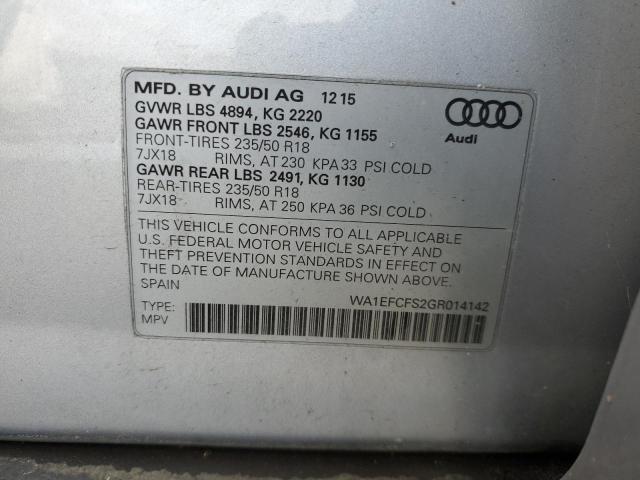 MFD. BY AUDI AG 12 15
GVWR LBS 4894, KG 2220
GAWR FRONT LBS 2546, KG 1155
FRONT-TIRES 235/50 R18
7JX18 RIMS, AT 230 KPA 33 PSI COLD
GAWR REAR LBS 2491, KG 1130
REAR-TIRES 235/50 R18
7JX18 RIMS, AT 250 KPA 36 PSI COLD
Audi
THIS VEHICLE CONFORMS TO ALL APPLICABLE
U.S. FEDERAL MOTOR VEHICLE SAFETY AND
THEFT PREVENTION STANDARDS IN EFFECT ON
THE DATE OF MANUFACTURE SHOWN ABOVE.
SPAIN
WA1EFCFS2GR014142
TYPE:
MPV